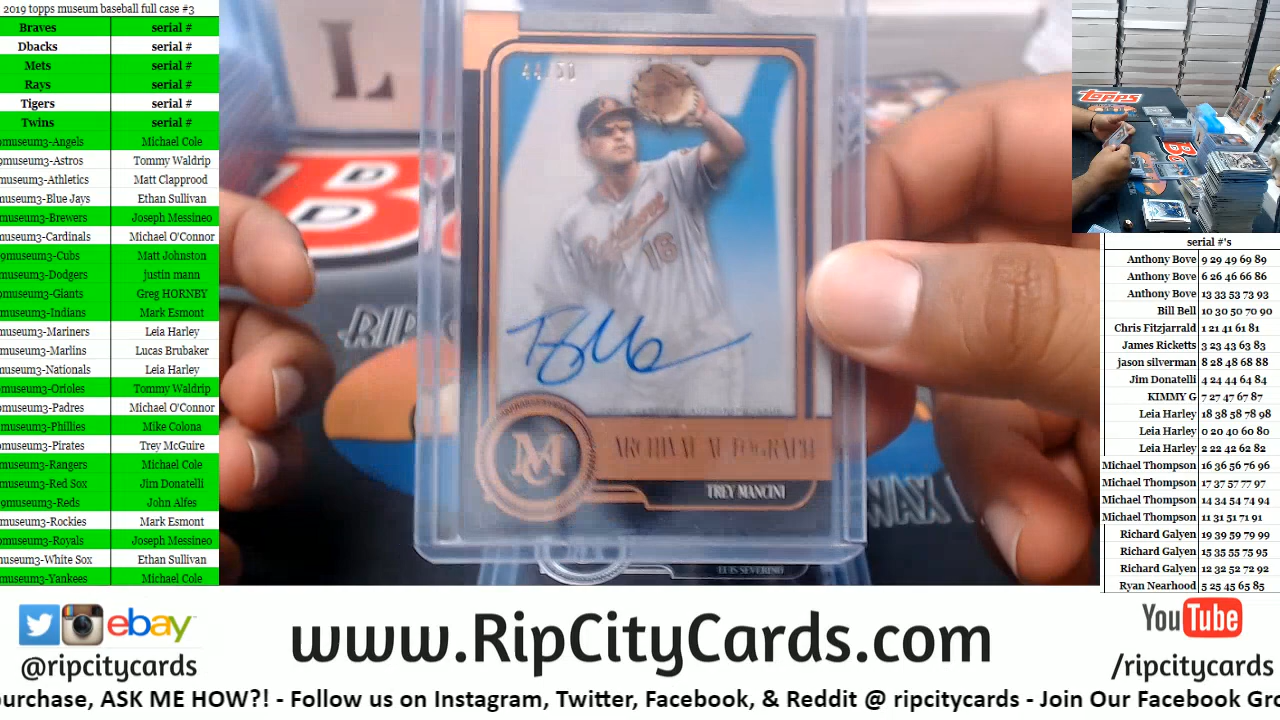 2019 topps museum baseball full case #3
Braves serial #
Dbacks serial #
Mets serial #
Rays serial #
Tigers serial #
Twins serial #
museum3-Angels Michael Cole
9museum3-Astros Tommy Waldrip
museum3-Athletics Matt Clapprood
museum3-Blue Jays Ethan Sullivan
museum3-Brewers Joseph Messineo
museum3-Cardinals Michael O'Connor
9museum3-Cubs Matt Johnston
museum3-Dodgers justin mann
museum3-Giants Greg HORNBY
museum3-Indians Mark Esmont
museum3-Mariners Leia Harley
museum3-Marlins Lucas Brubaker
museum3-Nationals Leia Harley
museum3-Orioles Tommy Waldrip
museum3-Padres Michael O'Connor
museum3-Phillies Mike Colona
museum3-Pirates Trey McGuire
museum3-Rangers Michael Cole
museum3-Red Sox Jim Donatelli
9museum3-Reds John Alfes
museum3-Rockies Mark Esmont
museum3-Royals Joseph Messineo
museum3-White Sox Ethan Sullivan
museum3-Yankees Michael Cole
44/50
16
ARCHIVAL AUTOGRAPH
M
TREY MANCINI
LUIS SEVERINO
L
D
D
RIP
WAX
topps
serial #'s
Anthony Bove 9 29 49 69 89
Anthony Bove 6 26 46 66 86
Anthony Bove 13 33 53 73 93
Bill Bell 10 30 50 70 90
Chris Fitzjarrald 1 21 41 61 81
James Ricketts 3 23 43 63 83
jason silverman 8 28 48 68 88
Jim Donatelli 4 24 44 64 84
KIMMY G 7 27 47 67 87
Leia Harley 18 38 58 78 98
Leia Harley 0 20 40 60 80
Leia Harley 2 22 42 62 82
Michael Thompson 16 36 56 76 96
Michael Thompson 17 37 57 77 97
Michael Thompson 14 34 54 74 94
Michael Thompson 11 31 51 71 91
Richard Galyen 19 39 59 79 99
Richard Galyen 15 35 55 75 95
Richard Galyen 12 32 52 72 92
Ryan Nearhood 5 25 45 65 85
ebay
@ripcitycards
www.RipCityCards.com
YouTube
/ripcitycards
purchase, ASK ME HOW?! - Follow us on Instagram, Twitter, Facebook, & Reddit @ ripcitycards - Join Our Facebook Gro